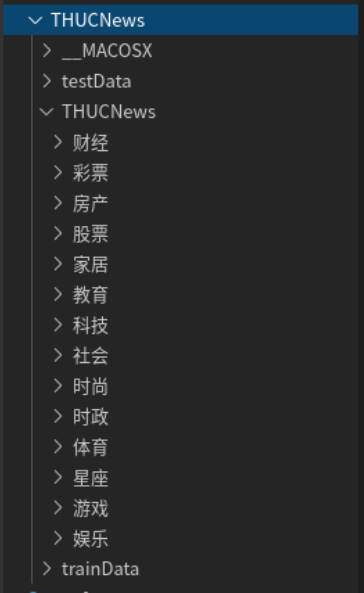 THUCNews
__MACOSX
testData
THUCNews
财经
彩票
房产
股票
家居
教育
科技
社会
时尚
时政
体育
星座
游戏
娱乐
trainData